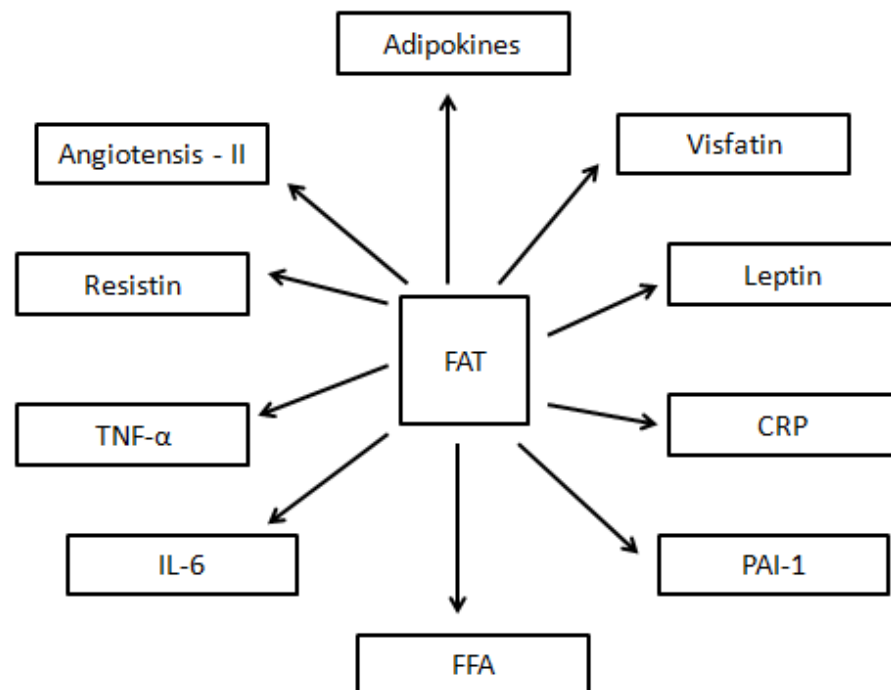 Adipokines
Angiotensis - II
Visfatin
Resistin
Leptin
FAT
TNF-α
CRP
IL-6
PAI-1
FFA